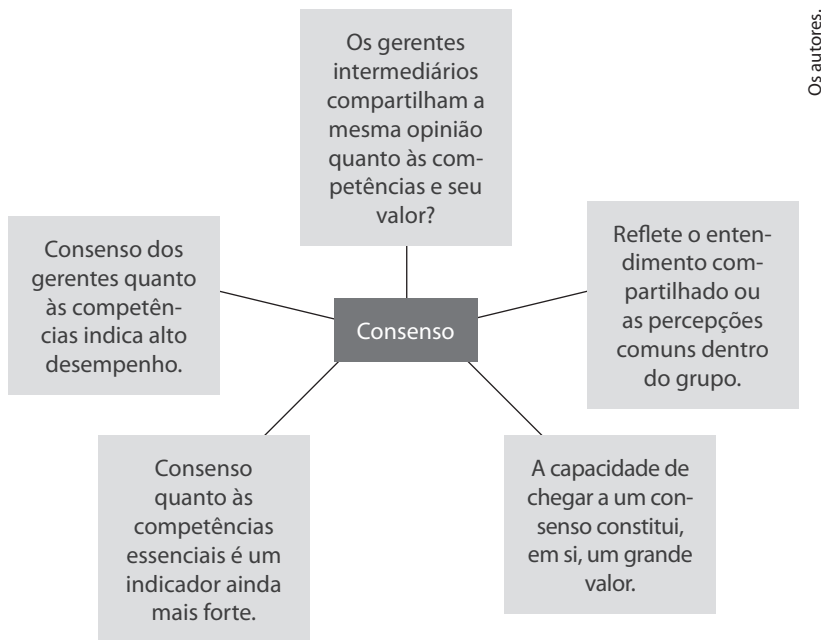 Os autores.
Os gerentes
intermediários
compartilham a
mesma opinião
quanto às com-
petências e seu
valor?
Consenso dos
gerentes quanto
às competên-
cias indica alto
desempenho.
Consenso
Reflete o enten-
dimento com-
partilhado ou
as percepções
comuns dentro
do grupo.
Consenso
quanto às
competências
essenciais é um
indicador ainda
mais forte.
A capacidade de
chegar a um con-
senso constitui,
em si, um grande
valor.